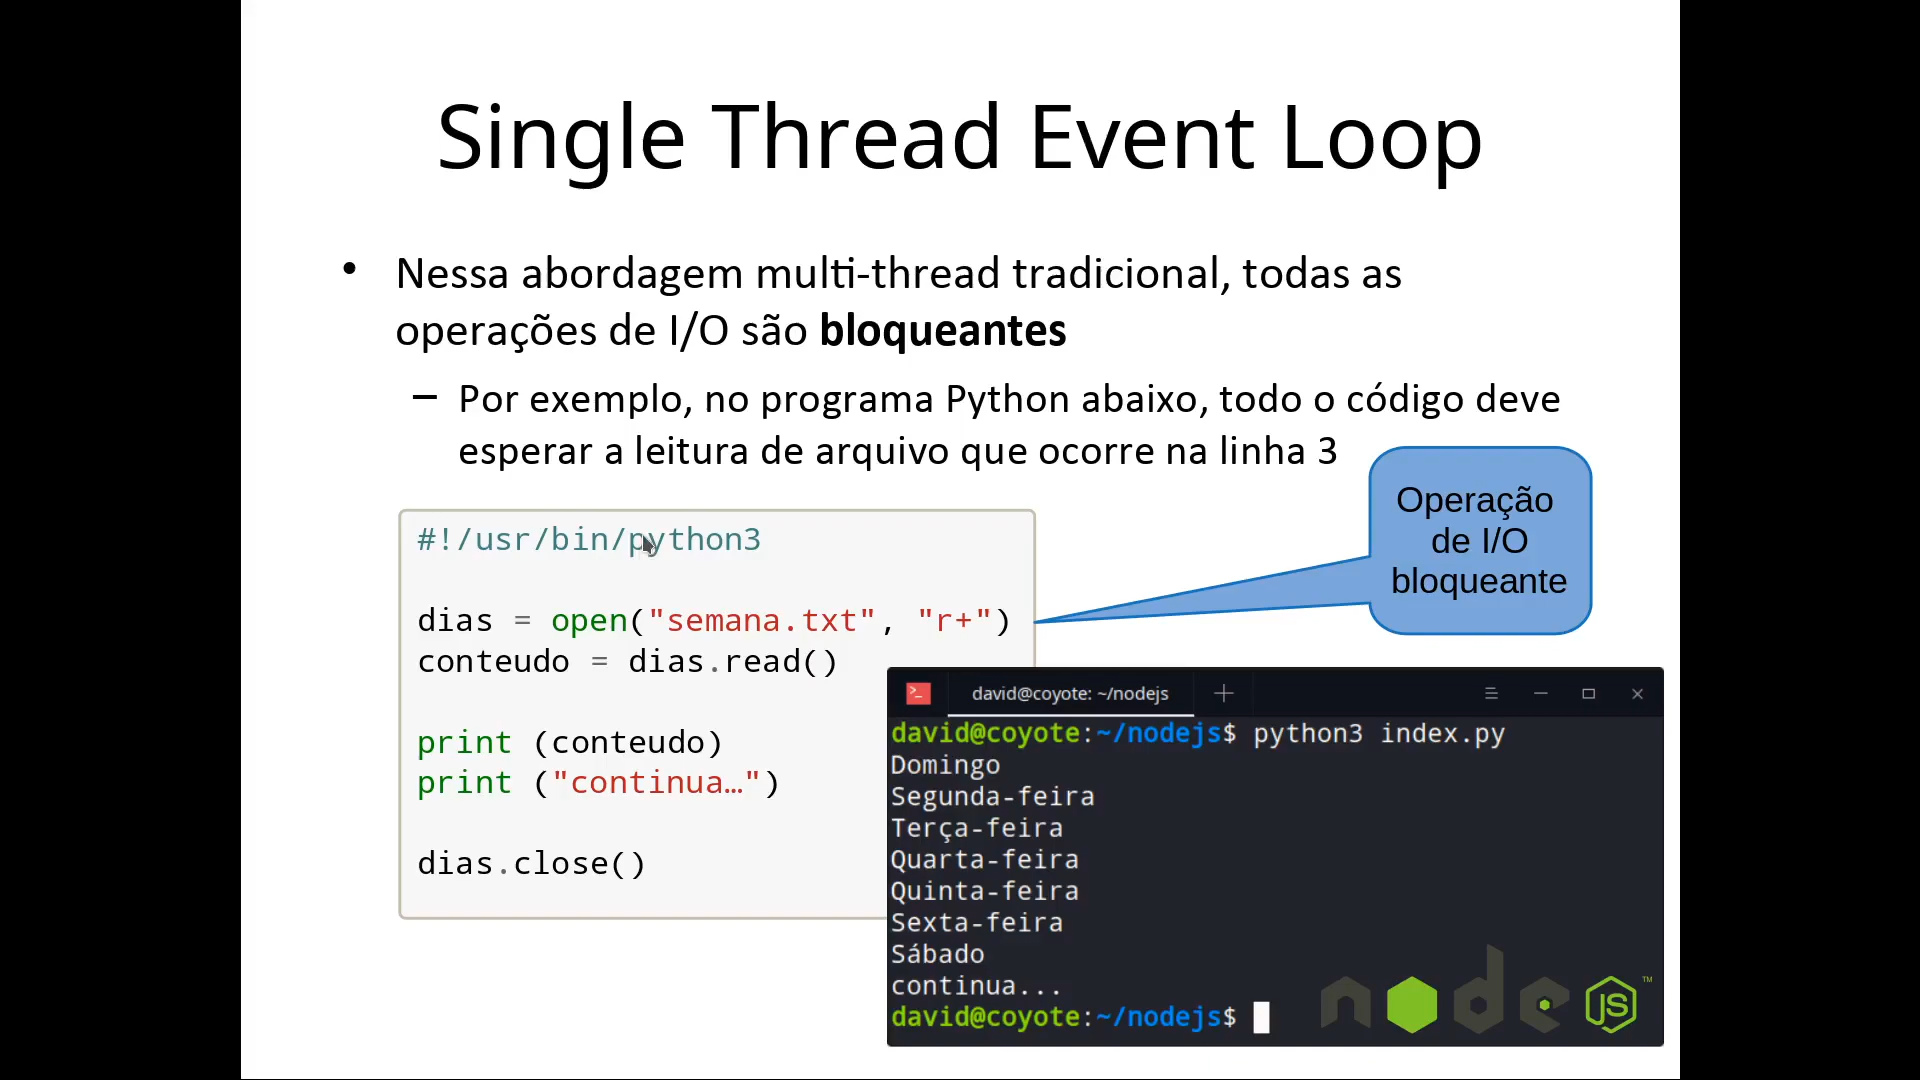 Single Thread Event Loop
• Nessa abordagem multi-thread tradicional, todas as
operações de I/O são bloqueantes
– Por exemplo, no programa Python abaixo, todo o código deve
esperar a leitura de arquivo que ocorre na linha 3
Operação
de I/O
bloqueante
#!/usr/bin/python3
dias = open("semana.txt", "r+")
conteudo = dias.read()
print (conteudo)
print ("continua…")
dias.close()
david@coyote: ~/nodejs
david@coyote:~/nodejs$ python3 index.py
Domingo
Segunda-feira
Terça-feira
Quarta-feira
Quinta-feira
Sexta-feira
Sábado
continua...
david@coyote:~/nodejs$
node JS ™